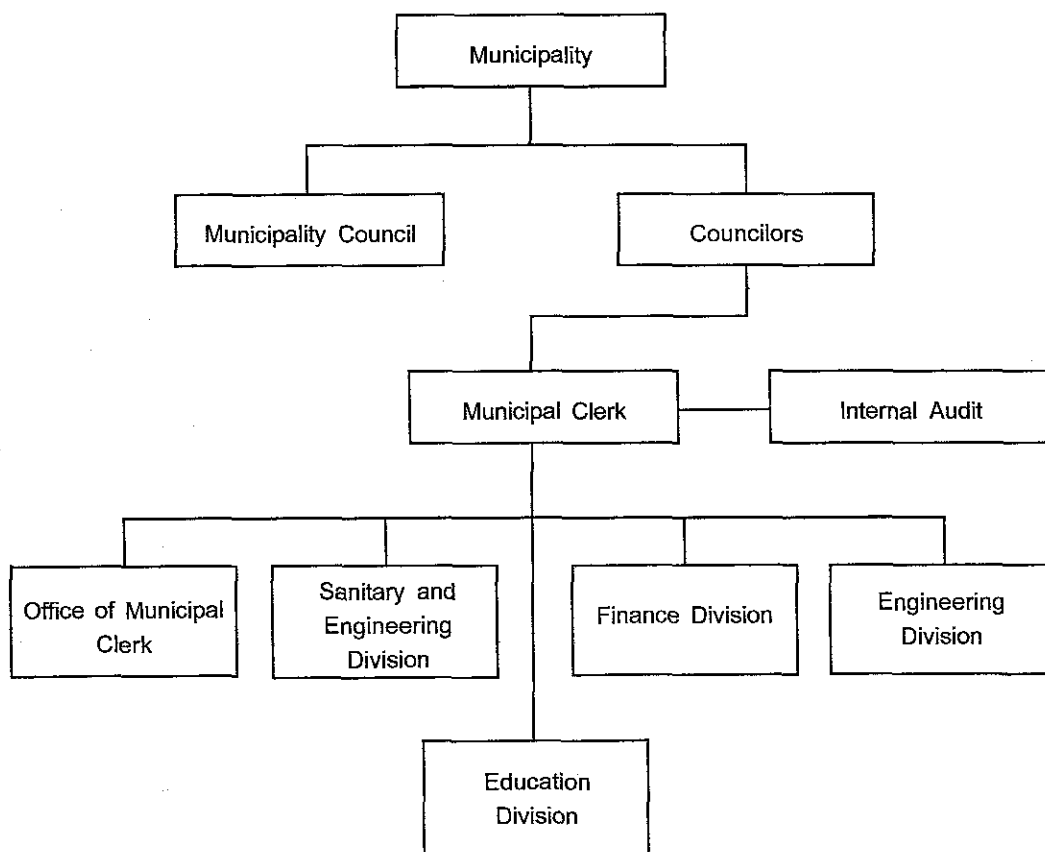 Municipality
Municipality Council
Councilors
Municipal Clerk
Internal Audit
Office of Municipal
Clerk
Sanitary and
Engineering
Division
Finance Division
Engineering
Division
Education
Division